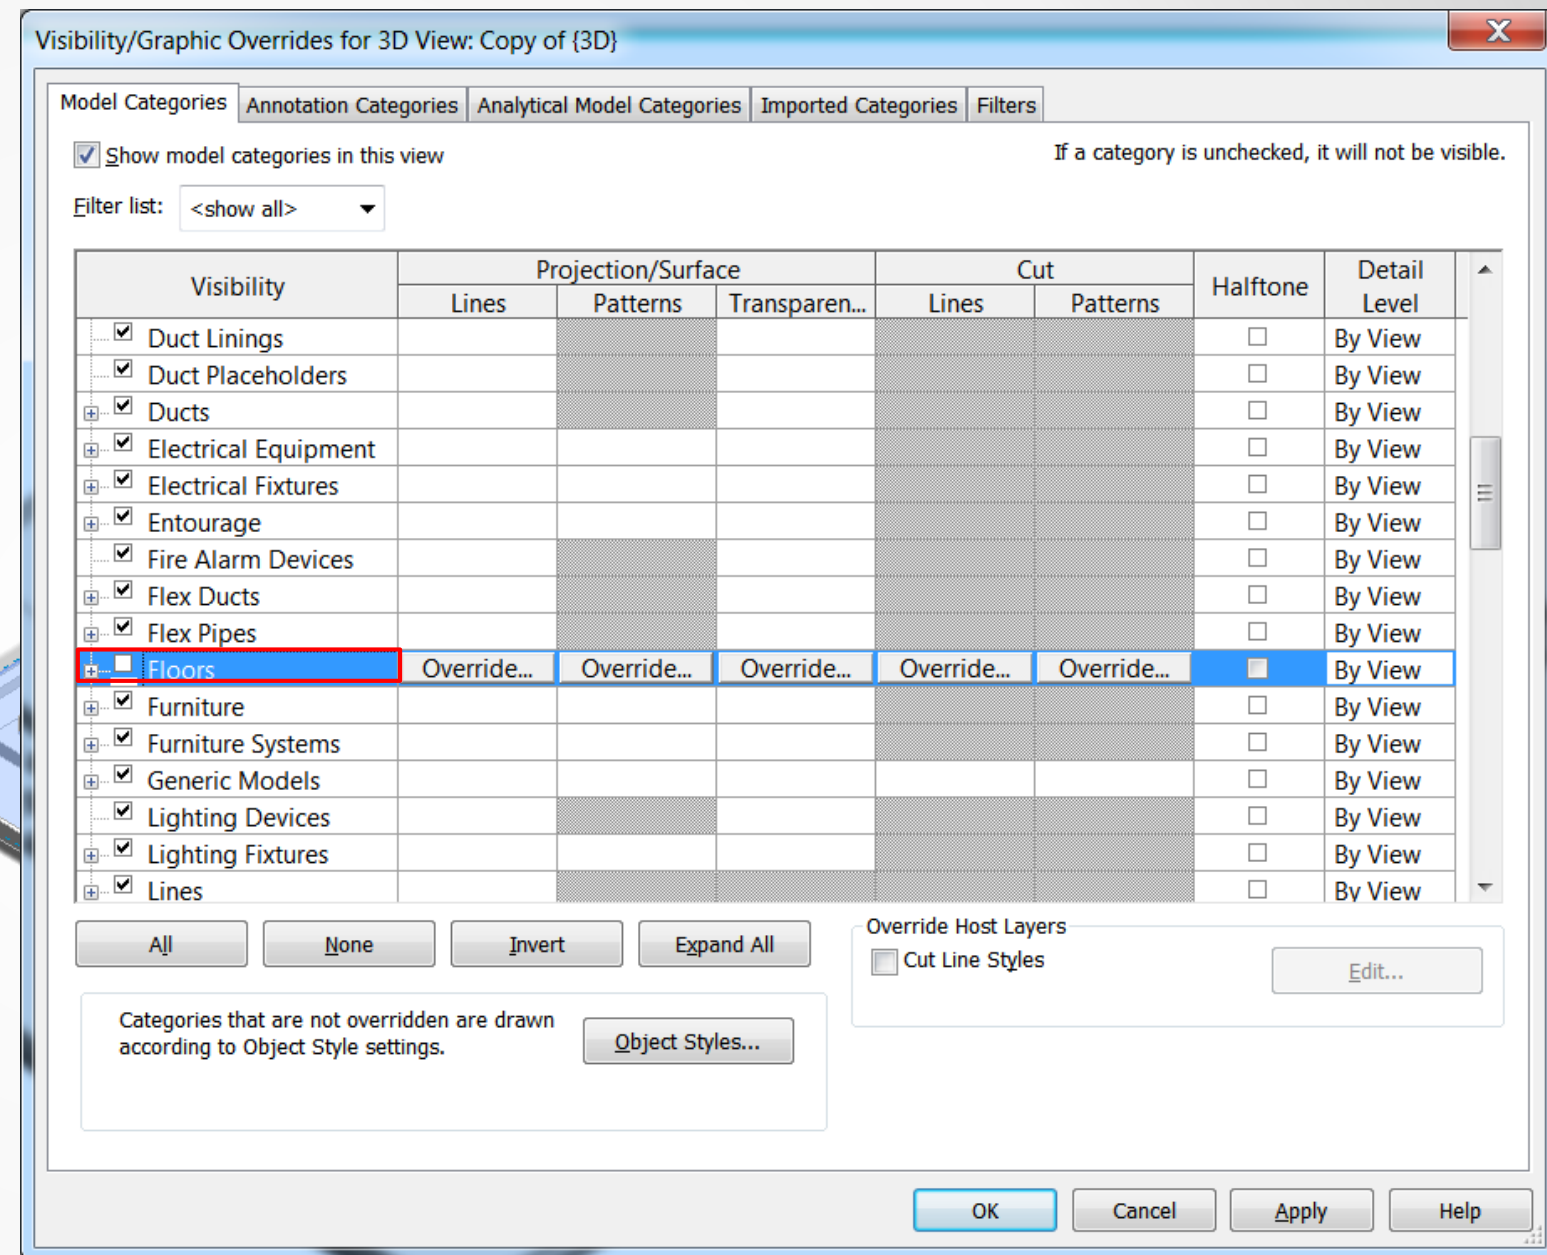 Visibility/Graphic Overrides for 3D View: Copy of {3D}
X
Model Categories Annotation Categories Analytical Model Categories Imported Categories Filters
Show model categories in this view
If a category is unchecked, it will not be visible.
Filter list: <show all>
Visibility Projection/Surface Cut Halftone Detail Level
Lines Patterns Transparen... Lines Patterns
Duct Linings By View
Duct Placeholders By View
Ducts By View
Electrical Equipment By View
Electrical Fixtures By View
Entourage By View
Fire Alarm Devices By View
Flex Ducts By View
Flex Pipes By View
Floors Override... Override... Override... Override... Override... By View
Furniture By View
Furniture Systems By View
Generic Models By View
Lighting Devices By View
Lighting Fixtures By View
Lines By View
All None Invert Expand All
Override Host Layers
Cut Line Styles
Edit...
Categories that are not overridden are drawn
according to Object Style settings.
Object Styles...
OK Cancel Apply Help